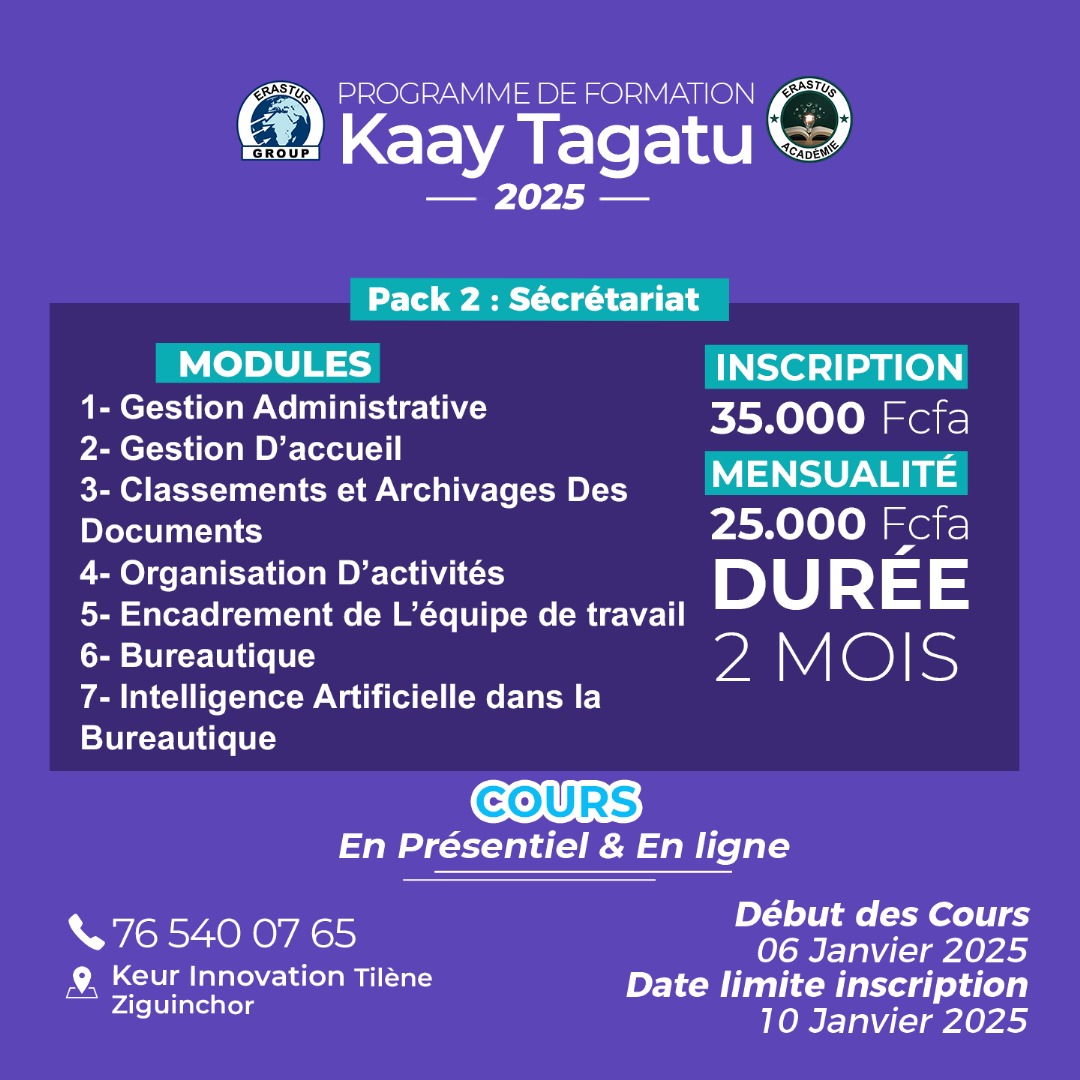 ERASTUS
GROUP
PROGRAMME DE FORMATION
Kaay Tagatu
2025
ERASTUS
ACADÉMIE
Pack 2 : Sécrétariat
MODULES
1- Gestion Administrative
2- Gestion D’accueil
3- Classements et Archivages Des
Documents
4- Organisation D’activités
5- Encadrement de L’équipe de travail
6- Bureautique
7- Intelligence Artificielle dans la
Bureautique
INSCRIPTION
35.000 Fcfa
MENSUALITÉ
25.000 Fcfa
DURÉE
2 MOIS
COURS
En Présentiel & En ligne
76 540 07 65
Keur Innovation Tilène
Ziguinchor
Début des Cours
06 Janvier 2025
Date limite inscription
10 Janvier 2025